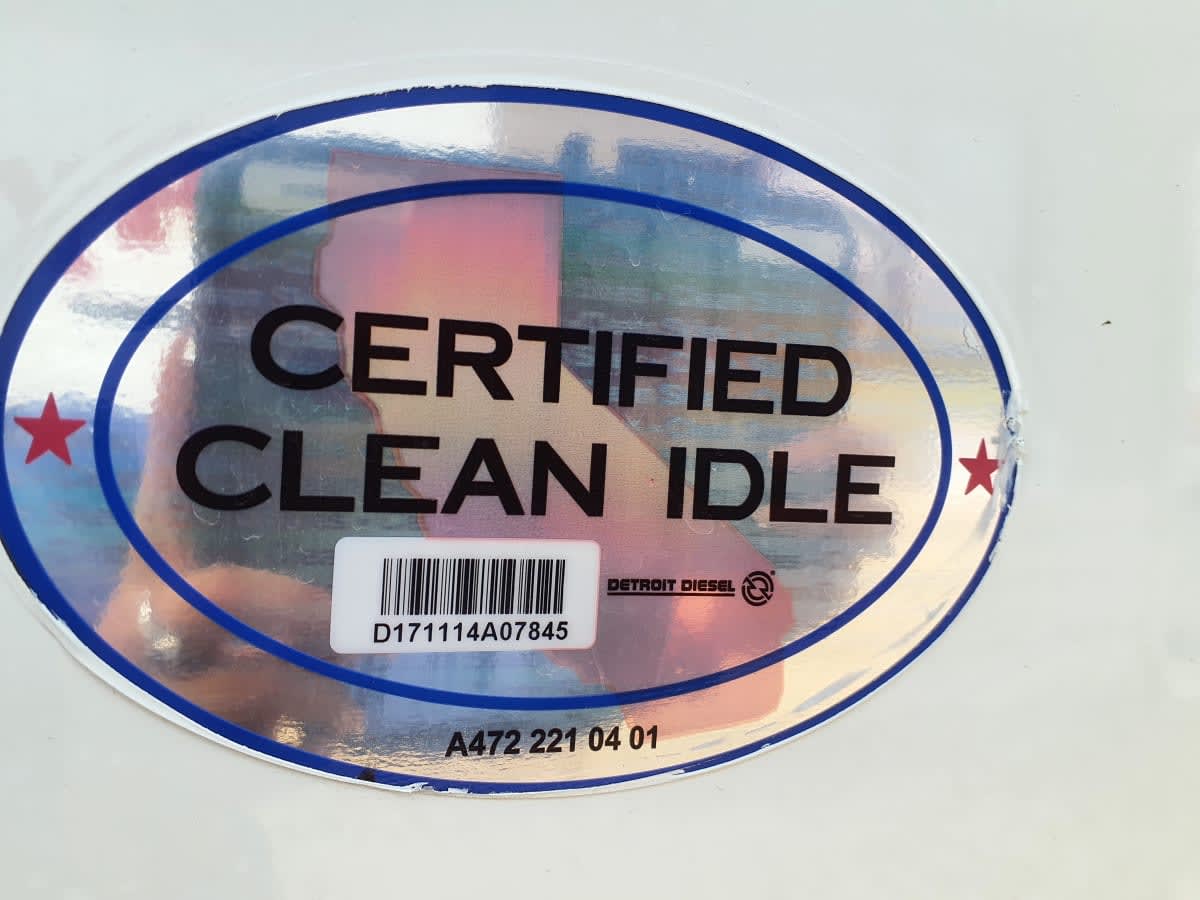 CERTIFIED
CLEAN IDLE
DETROIT DIESEL
D171114A07845
A472 221 04 01